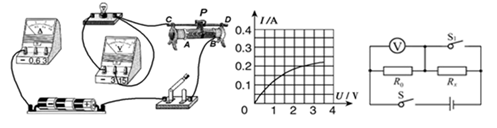 A
- 0.6 3
V
- 3 15
C
P
D
A
B
I/A
0.4
0.3
0.2
0.1
0
1
2
3
4
U/V
V
S₁
R₀
Rₓ
S